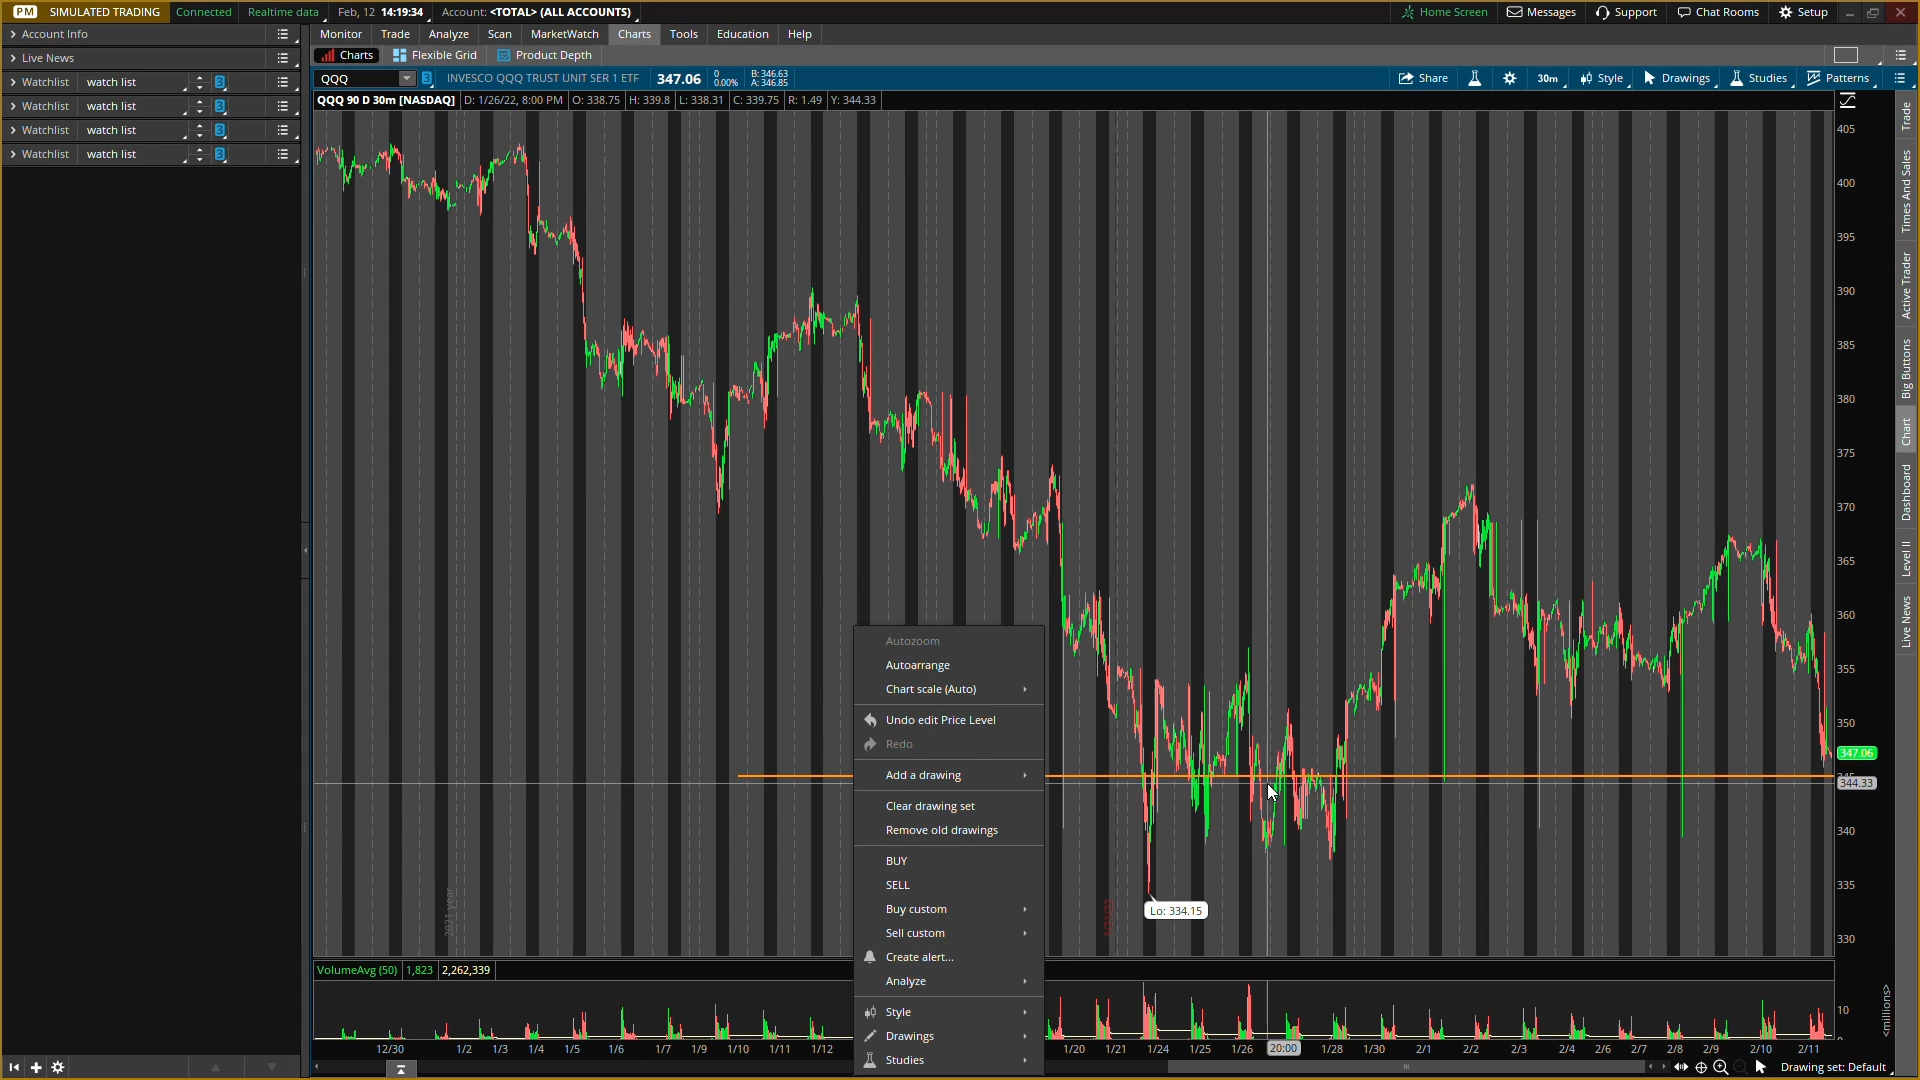 PM SIMULATED TRADING Connected Realtime data Feb, 12 14:19:34 Account: <TOTAL> (ALL ACCOUNTS) Home Screen Messages Support Chat Rooms Setup
Account Info
Live News
Watchlist watch list 3
Watchlist watch list 3
Watchlist watch list 3
Watchlist watch list 3
Monitor Trade Analyze Scan MarketWatch Charts Tools Education Help
Charts Flexible Grid Product Depth
QQQ 3 INVESCO QQQ TRUST UNIT SER 1 ETF 347.06 0 0.00% B: 346.63 A: 346.85 Share 30m Style Drawings Studies Patterns
QQQ 90 D 30m [NASDAQ] D: 1/26/22, 8:00 PM O: 338.75 H: 339.8 L: 338.31 C: 339.75 R: 1.49 Y: 344.33
405
400
395
390
385
380
375
370
365
360
355
350
347.06
344.33
340
335
330
Autozoom
Autoarrange
Chart scale (Auto)
Undo edit Price Level
Redo
Add a drawing
Clear drawing set
Remove old drawings
BUY
SELL
Buy custom
Sell custom
Create alert...
Analyze
Style
Drawings
Studies
Lo: 334.15
2021 year
VolumeAvg (50) 1,823 2,262,339
10
<millions>
12/30 1/2 1/3 1/4 1/5 1/6 1/7 1/9 1/10 1/11 1/12 1/20 1/21 1/24 1/25 1/26 20:00 1/28 1/30 2/1 2/2 2/3 2/4 2/6 2/7 2/8 2/9 2/10 2/11
Drawing set: Default
Trade
Times And Sales
Active Trader
Big Buttons
Chart
Dashboard
Level II
Live News